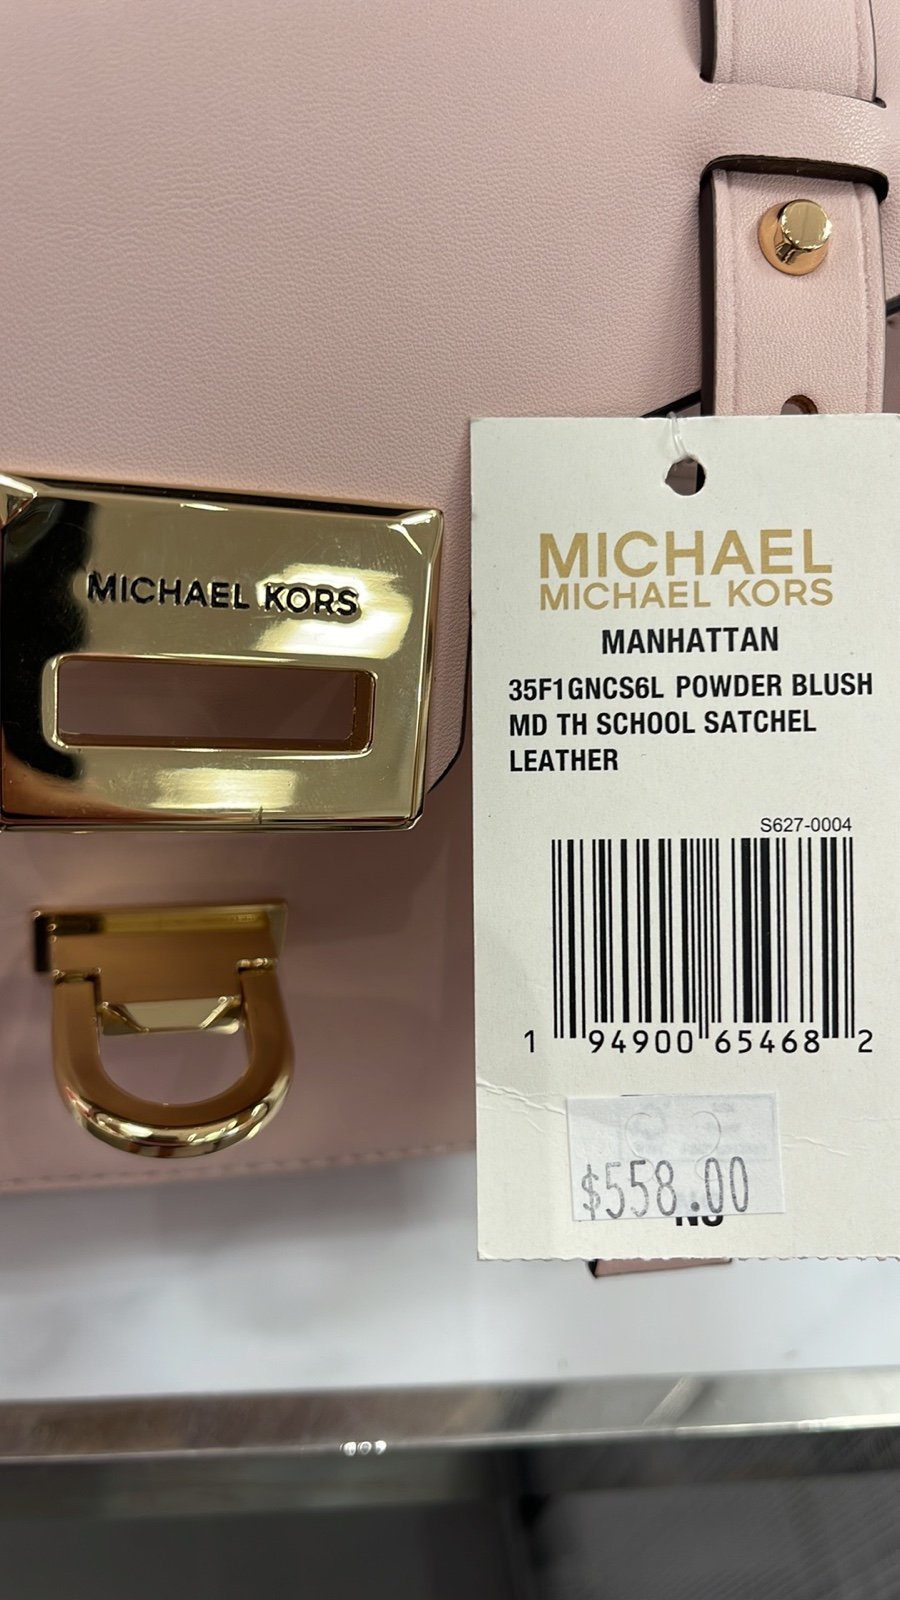 MICHAEL KORS
MICHAEL
MICHAEL KORS
MANHATTAN
35F1GNCS6L POWDER BLUSH
MD TH SCHOOL SATCHEL
LEATHER
S627-0004
1 94900 65468 2
$558.00